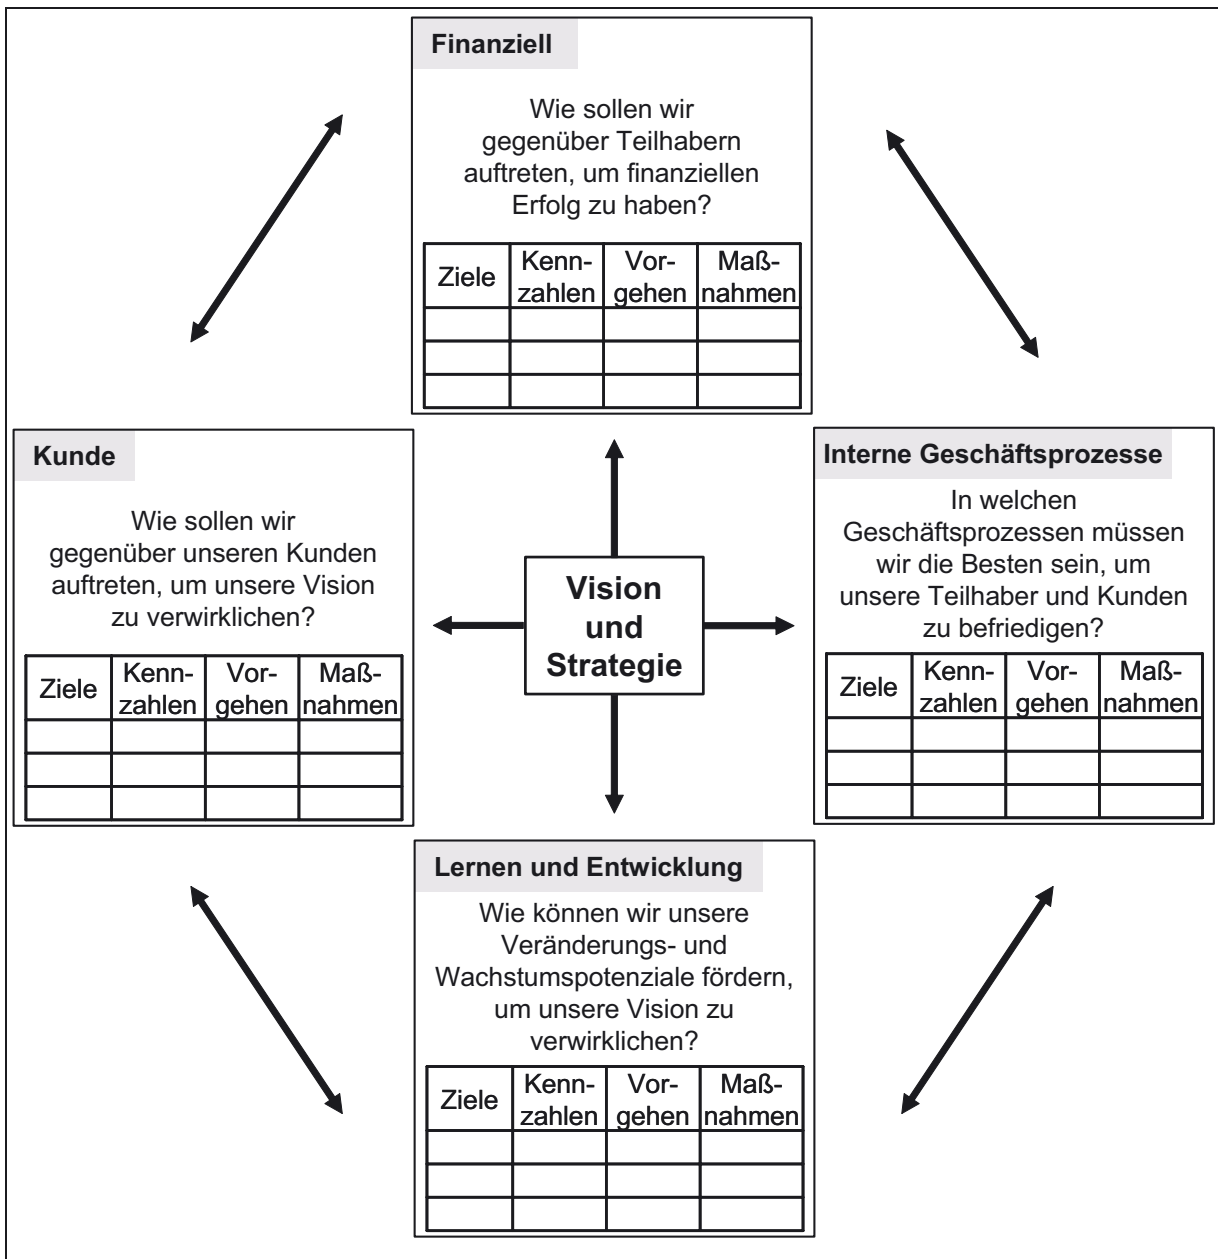 Finanziell
Wie sollen wir
gegenüber Teilhabern
auftreten, um finanziellen
Erfolg zu haben?
Ziele Kenn- Vor- Maß-
zahlen gehen nahmen
Kunde
Wie sollen wir
gegenüber unseren Kunden
auftreten, um unsere Vision
zu verwirklichen?
Ziele Kenn- Vor- Maß-
zahlen gehen nahmen
Vision
und
Strategie
Interne Geschäftsprozesse
In welchen
Geschäftsprozessen müssen
wir die Besten sein, um
unsere Teilhaber und Kunden
zu befriedigen?
Ziele Kenn- Vor- Maß-
zahlen gehen nahmen
Lernen und Entwicklung
Wie können wir unsere
Veränderungs- und
Wachstumspotenziale fördern,
um unsere Vision zu
verwirklichen?
Ziele Kenn- Vor- Maß-
zahlen gehen nahmen